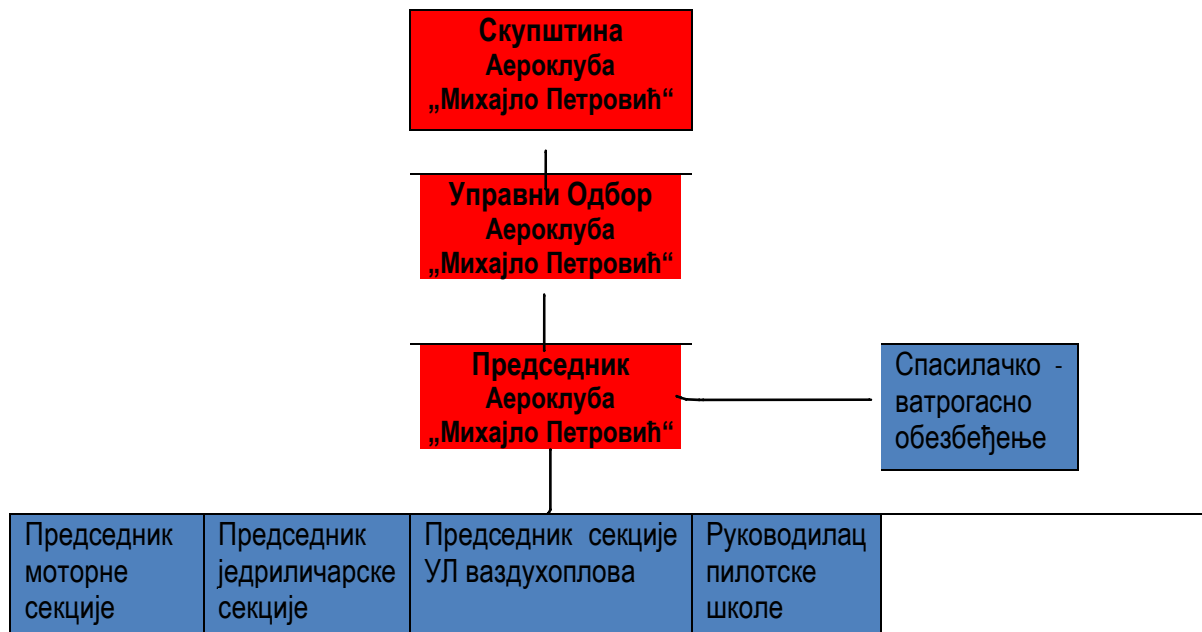 Скупштина
Аероклуба
„Михајло Петровић“
Управни Одбор
Аероклуба
„Михајло Петровић“
Председник
Аероклуба
„Михајло Петровић“
Спасилачко -
ватрогасно
обезбеђење
Председник
моторне
секције
Председник
једриличарске
секције
Председник секције
УЛ ваздухоплова
Руководилац
пилотске
школе